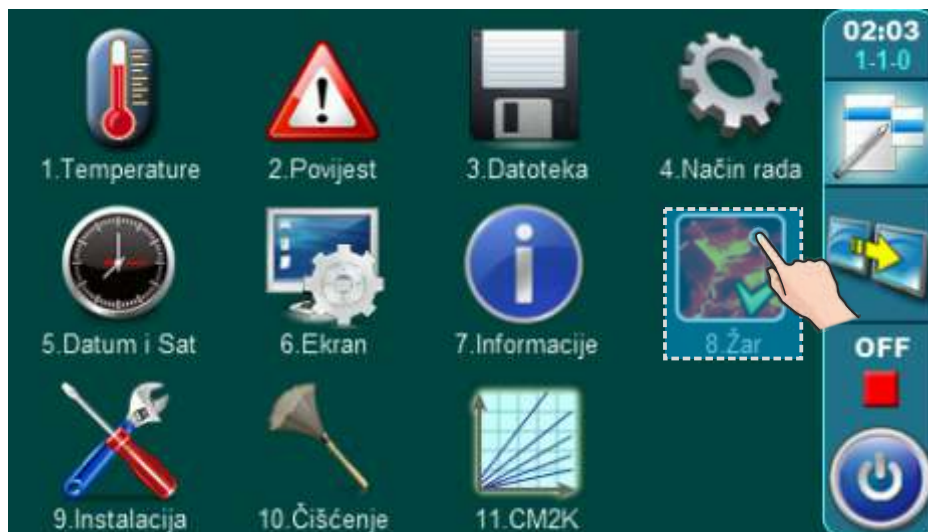 02:03
1-1-0
1.Temperature
2.Povijest
3.Datoteka
4.Način rada
5.Datum i Sat
6.Ekran
7.Informacije
8.Žar
OFF
9.Instalacija
10.Čišćenje
11.CM2K